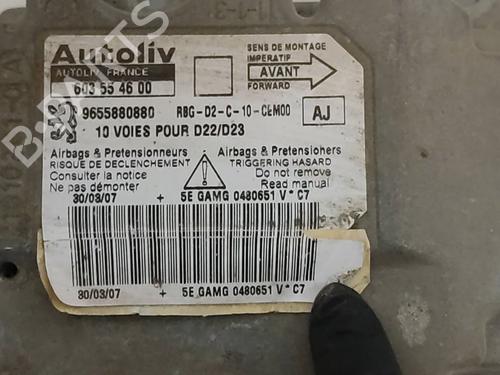 Autoliv
AUTOLIV FRANCE
603 55 46 00
SENS DE MONTAGE
IMPERATIF
AVANT
FORWARD
9655880880 RBG-D2-C-10-CEM00 AJ
10 VOIES POUR D22/D23
Airbags & Pretensionneurs
RISQUE DE DECLENCHEMENT
Consulter la notice
Ne pas démonter
Airbags & Pretensionners
TRIGGERING HASARD
Do not remove
Read manual
30/03/07 + 5E GAMG 0480651 V * C7
30/03/07 + 5E GAMG 0480651 V * C7